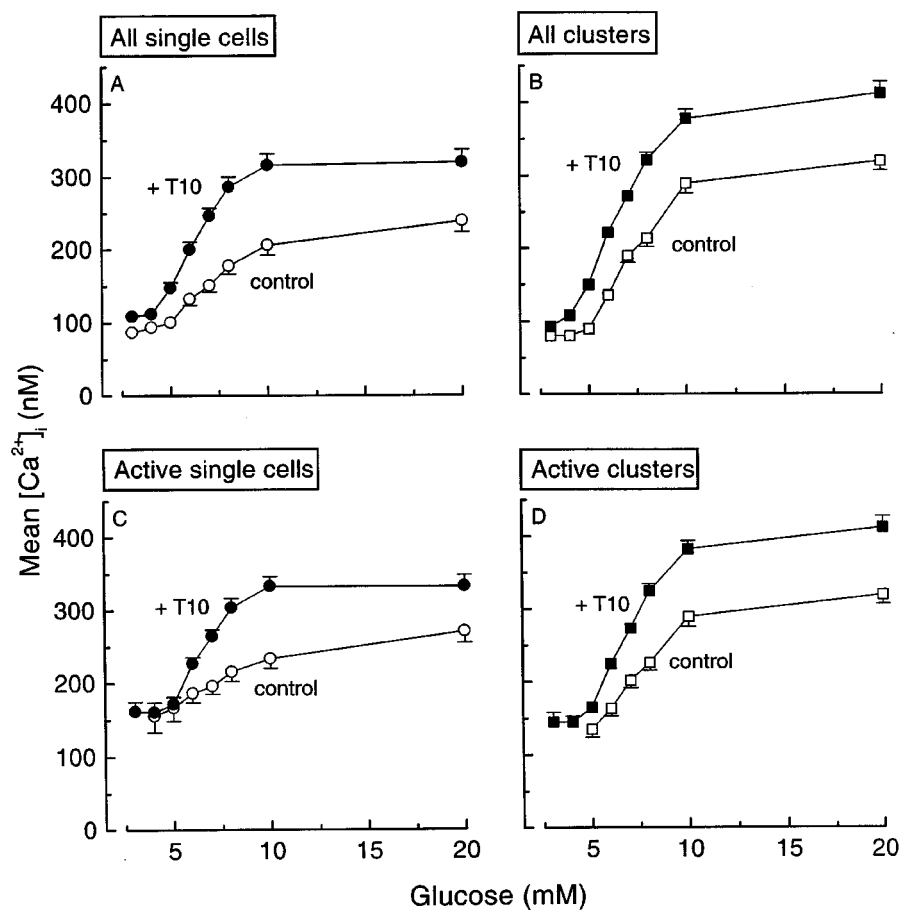 All single cells
All clusters
A
400
300
200
100
0
+ T10
control
B
+ T10
control
Active single cells
Active clusters
C
400
300
200
100
0
+ T10
control
5
10
15
20
D
+ T10
control
5
10
15
20
Mean [Ca²⁺]ᵢ (nM)
Glucose (mM)